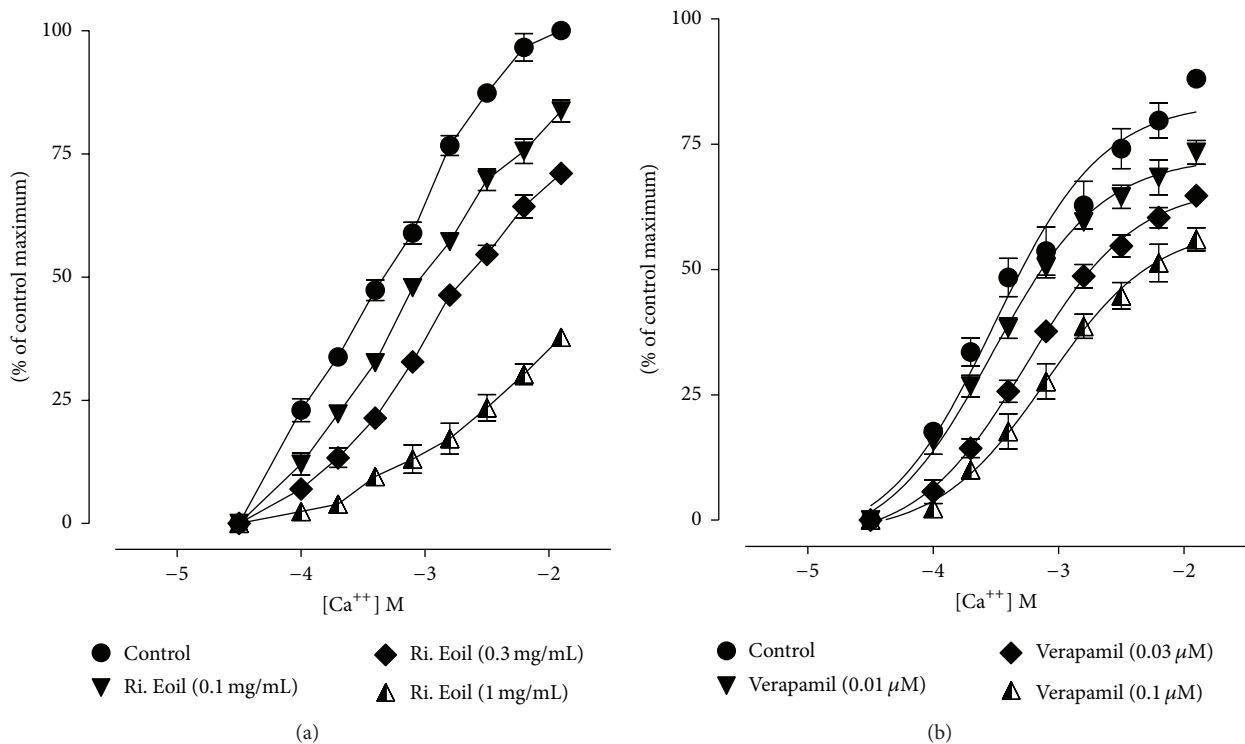 100
75
50
25
0
(% of control maximum)
−5 −4 −3 −2
[Ca++] M
Control
Ri. Eoil (0.1 mg/mL)
Ri. Eoil (0.3 mg/mL)
Ri. Eoil (1 mg/mL)
(a)
100
75
50
25
0
(% of control maximum)
−5 −4 −3 −2
[Ca++] M
Control
Verapamil (0.01 μM)
Verapamil (0.03 μM)
Verapamil (0.1 μM)
(b)